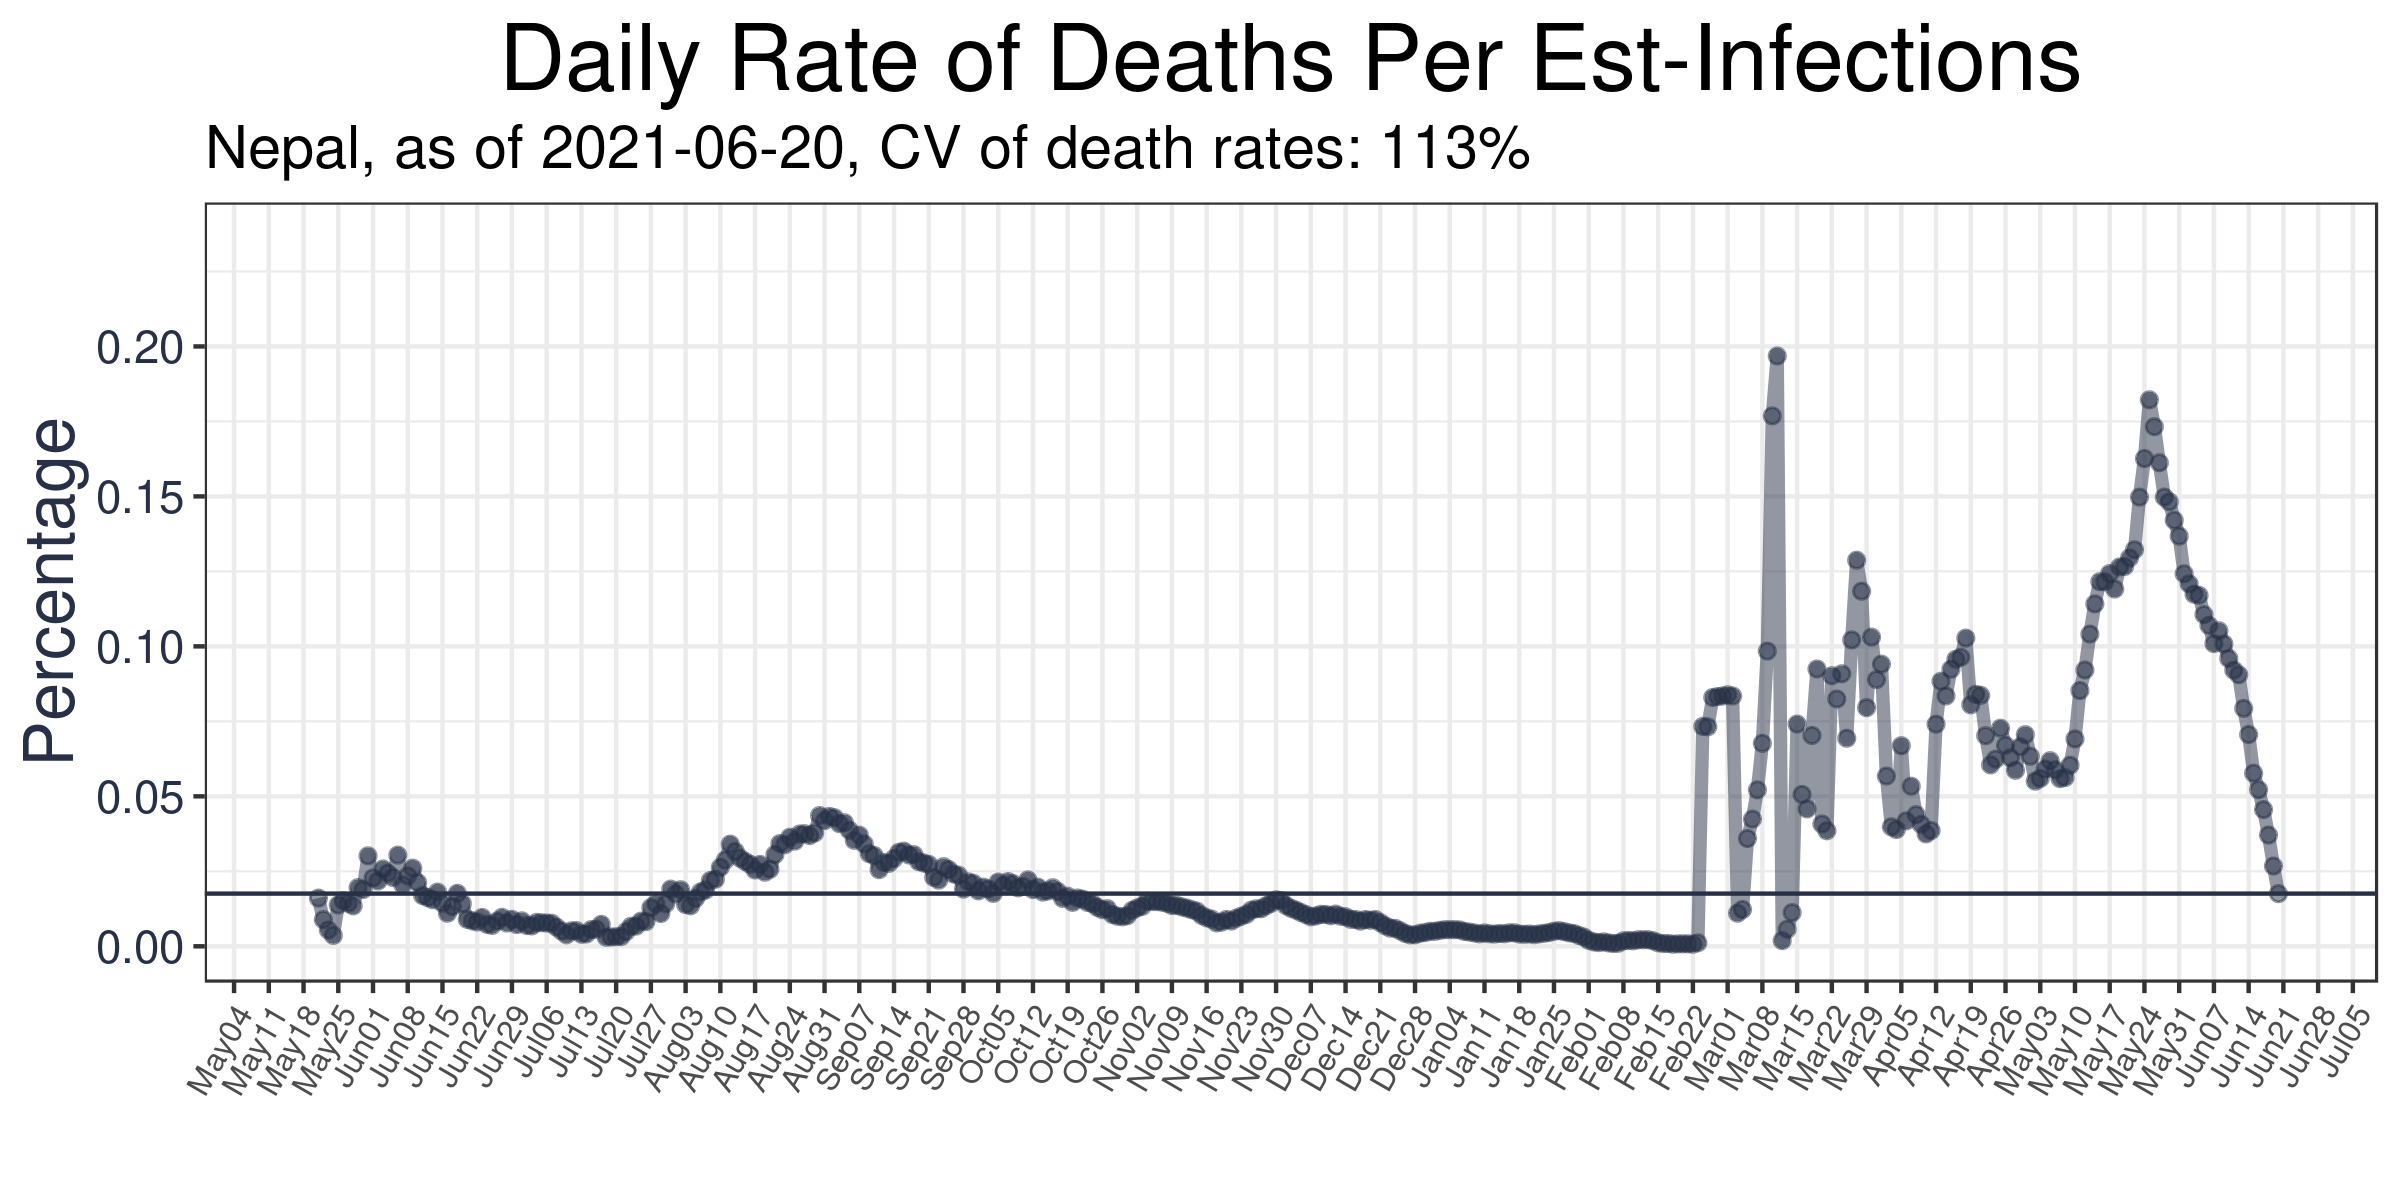 Daily Rate of Deaths Per Est-Infections
Nepal, as of 2021-06-20, CV of death rates: 113%
Percentage
0.20
0.15
0.10
0.05
0.00
May04
May11
May18
May25
Jun01
Jun08
Jun15
Jun22
Jun29
Jul06
Jul13
Jul20
Jul27
Aug03
Aug10
Aug17
Aug24
Aug31
Sep07
Sep14
Sep21
Sep28
Oct05
Oct12
Oct19
Oct26
Nov02
Nov09
Nov16
Nov23
Nov30
Dec07
Dec14
Dec21
Dec28
Jan04
Jan11
Jan18
Jan25
Feb01
Feb08
Feb15
Feb22
Mar01
Mar08
Mar15
Mar22
Mar29
Apr05
Apr12
Apr19
Apr26
May03
May10
May17
May24
May31
Jun07
Jun14
Jun21
Jun28
Jul05